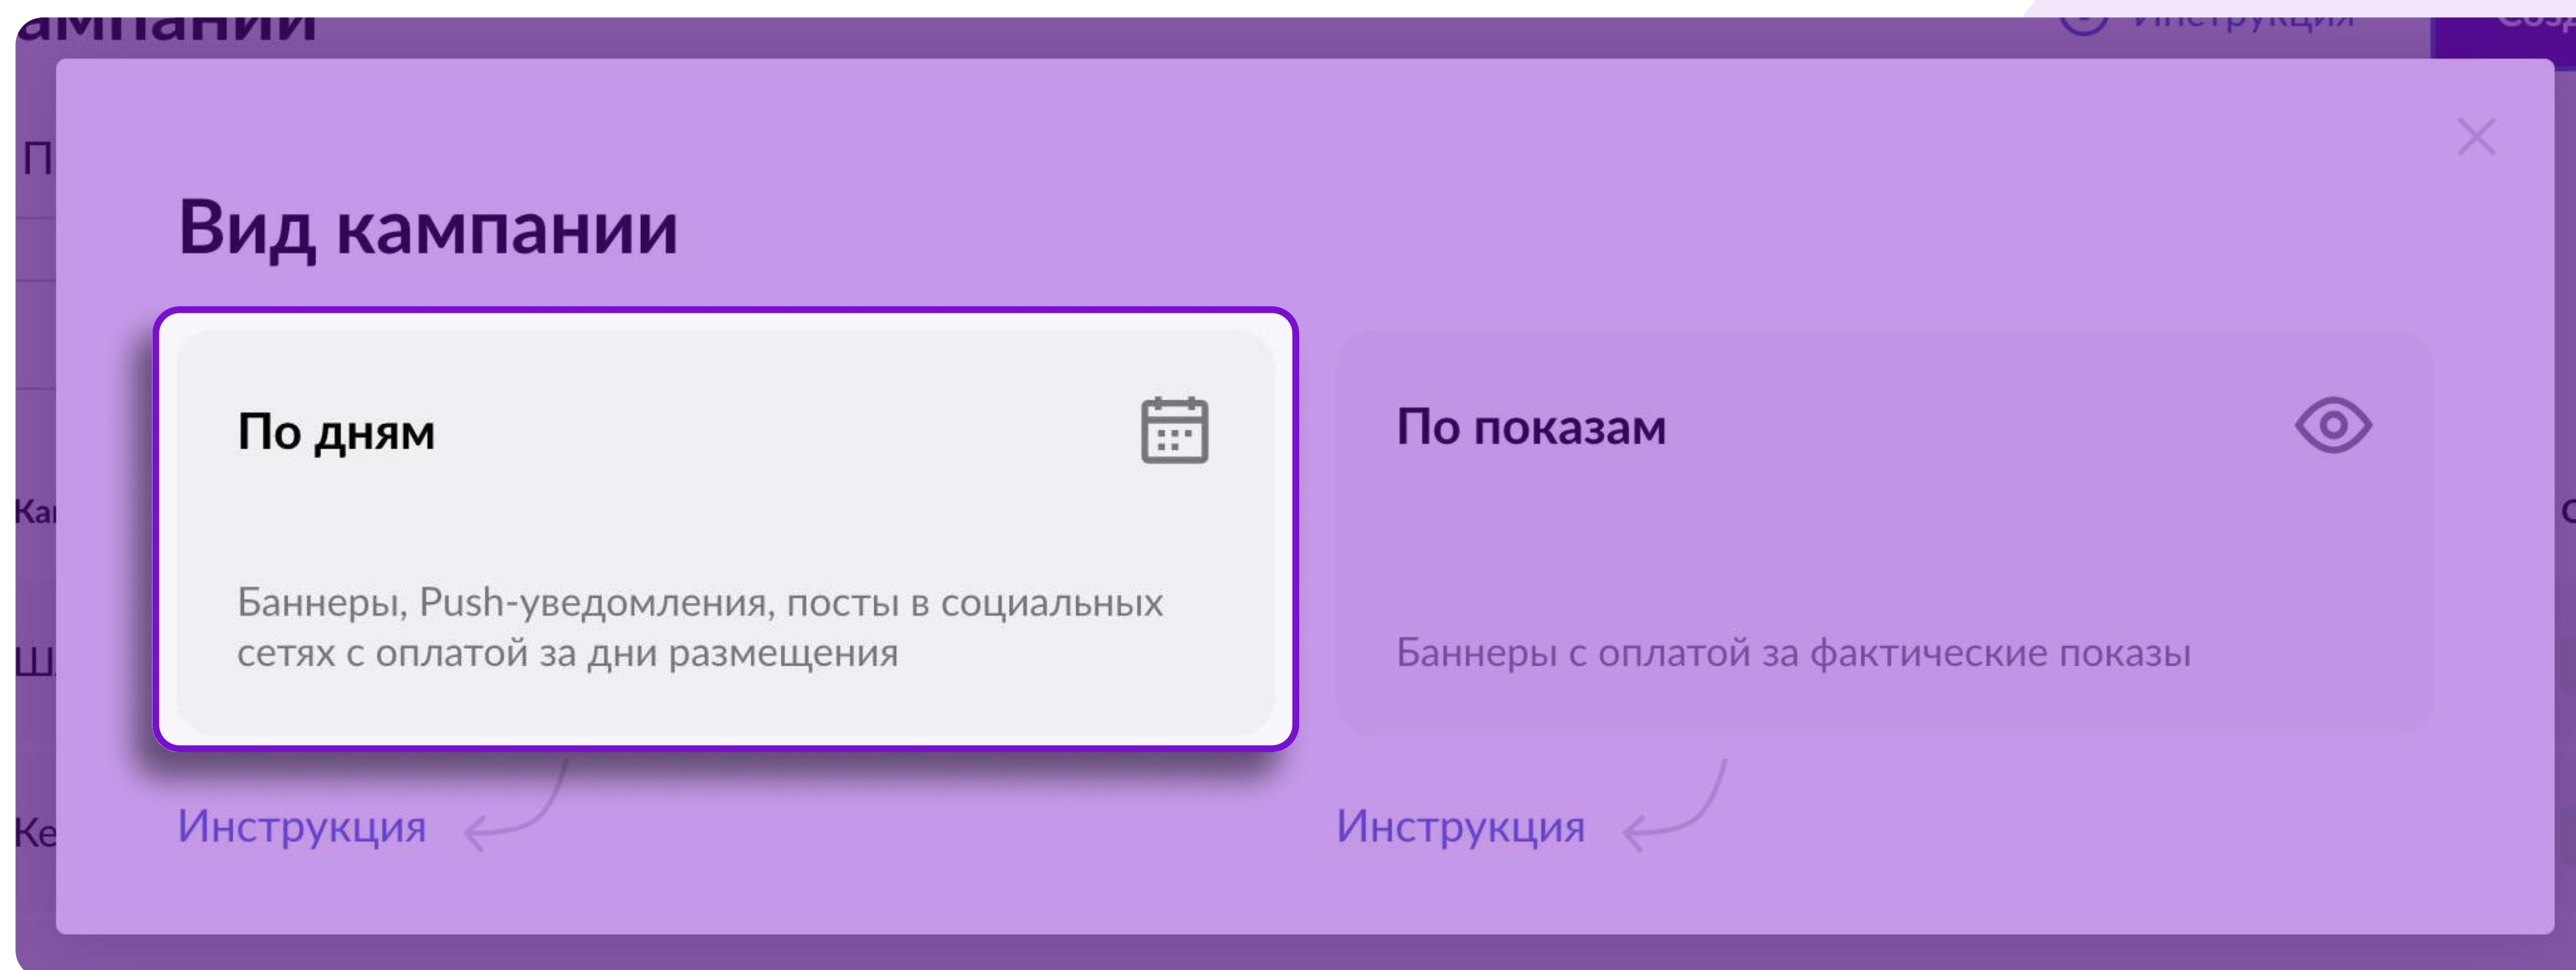 Инструкция
Вид кампании
По дням
По показам
Баннеры, Push-уведомления, посты в социальных
сетях с оплатой за дни размещения
Баннеры с оплатой за фактические показы
Инструкция
Инструкция